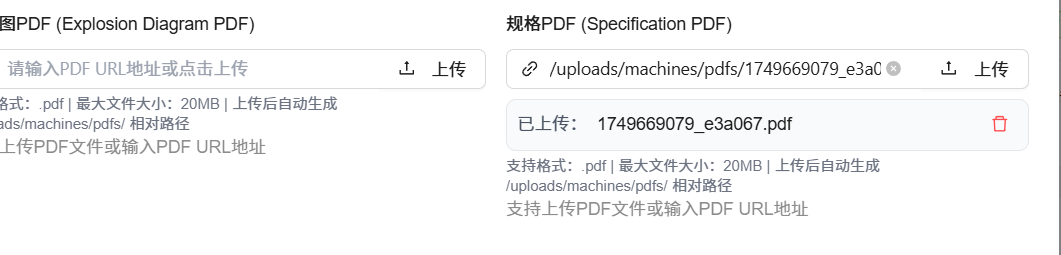 图PDF (Explosion Diagram PDF)
请输入PDF URL地址或点击上传
上传
格式：.pdf | 最大文件大小：20MB | 上传后自动生成
ads/machines/pdfs/ 相对路径
上传PDF文件或输入PDF URL地址
规格PDF (Specification PDF)
/uploads/machines/pdfs/1749669079_e3a0
上传
已上传： 1749669079_e3a067.pdf
支持格式：.pdf | 最大文件大小：20MB | 上传后自动生成
/uploads/machines/pdfs/ 相对路径
支持上传PDF文件或输入PDF URL地址